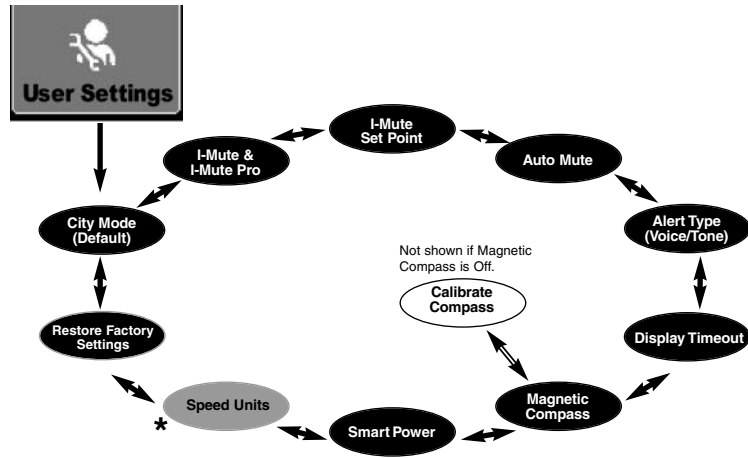 User Settings
I-Mute
Set Point
I-Mute &
I-Mute Pro
Auto Mute
City Mode
(Default)
Alert Type
(Voice/Tone)
Not shown if Magnetic
Compass is Off.
Calibrate
Compass
Restore Factory
Settings
Display Timeout
* Speed Units
Magnetic
Compass
Smart Power